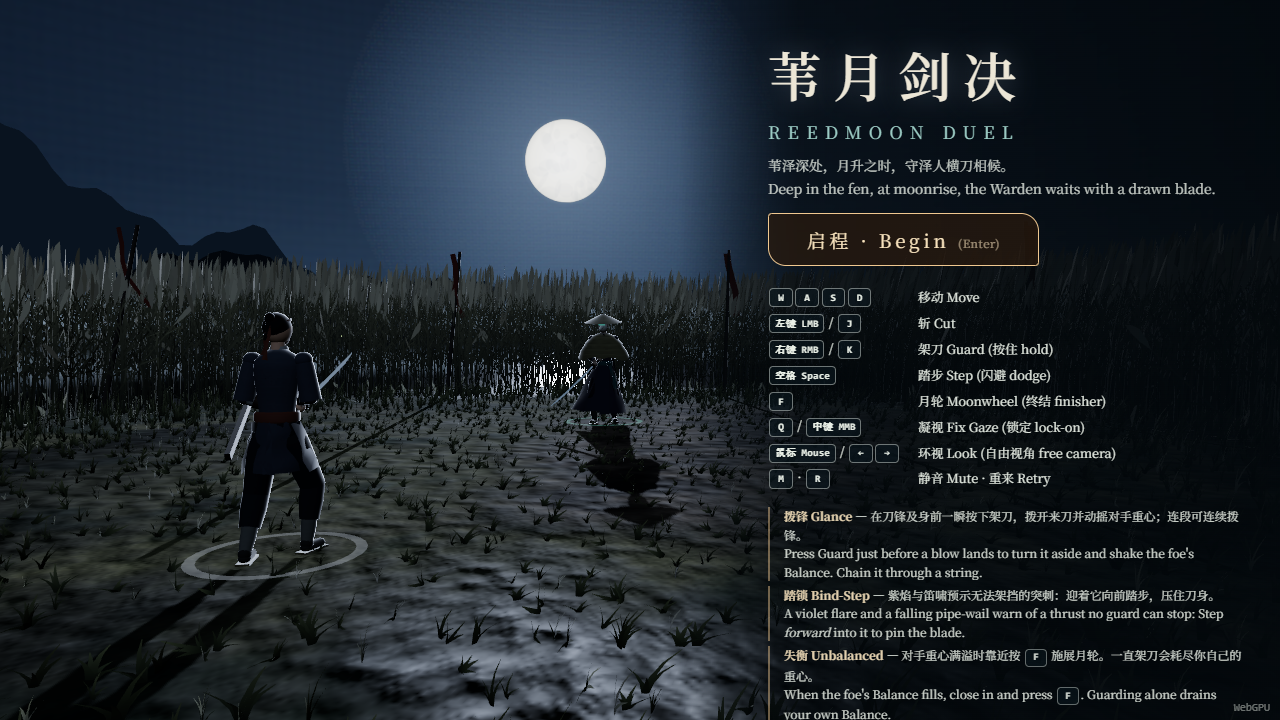 苇月剑决
REEDMOON DUEL
苇泽深处，月升之时，守泽人横刀相候。
Deep in the fen, at moonrise, the Warden waits with a drawn blade.
启程 · Begin (Enter)
W A S D 移动 Move
左键 LMB / J 斩 Cut
右键 RMB / K 架刀 Guard (按住 hold)
空格 Space 踏步 Step (闪避 dodge)
F 月轮 Moonwheel (终结 finisher)
Q / 中键 MMB 凝视 Fix Gaze (锁定 lock-on)
鼠标 Mouse / ← → 环视 Look (自由视角 free camera)
M · R 静音 Mute · 重来 Retry
拨锋 Glance — 在刀锋及身前一瞬按下架刀，拨开来刀并动摇对手重心；连段可连续拨
锋。
Press Guard just before a blow lands to turn it aside and shake the foe's
Balance. Chain it through a string.
踏锁 Bind-Step — 紫焰与笛啸预示无法架挡的突刺：迎着它向前踏步，压住刀身。
A violet flare and a falling pipe-wail warn of a thrust no guard can stop: Step
forward into it to pin the blade.
失衡 Unbalanced — 对手重心满溢时靠近按 F 施展月轮。一直架刀会耗尽你自己的
重心。
When the foe's Balance fills, close in and press F. Guarding alone drains
your own Balance.
WebGPU